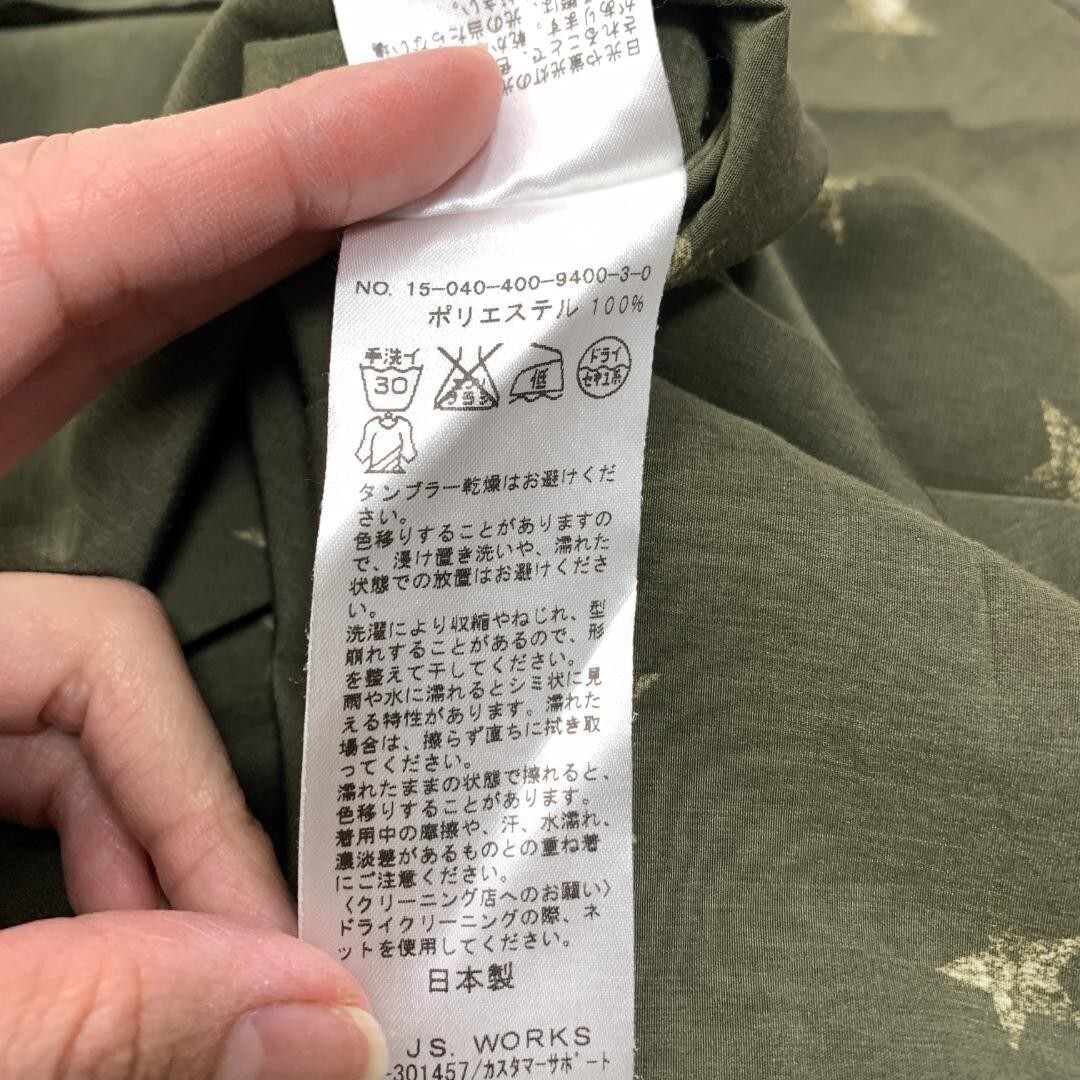 NO. 15-040-400-9400-3-0
ポリエステル 100%
手洗イ
30
エンソ
サラシ
低
ドライ
セキユ系
タンブラー乾燥はお避けくだ
さい。
色移りすることがありますの
で、浸け置き洗いや、濡れた
状態での放置はお避けくださ
い。
洗濯により収縮やねじれ、型
崩れすることがあるので、形
を整えて干してください。
雨や水に濡れるとシミ状に見
える特性があります。濡れた
場合は、擦らず直ちに拭き取
ってください。
濡れたままの状態で擦れると、
色移りすることがあります。
着用中の摩擦や、汗、水濡れ、
濃淡差があるものとの重ね着
にご注意ください。
〈クリーニング店へのお願い〉
ドライクリーニングの際、ネ
ットを使用してください。
日本製
JS. WORKS
-301457/カスタマーサポート